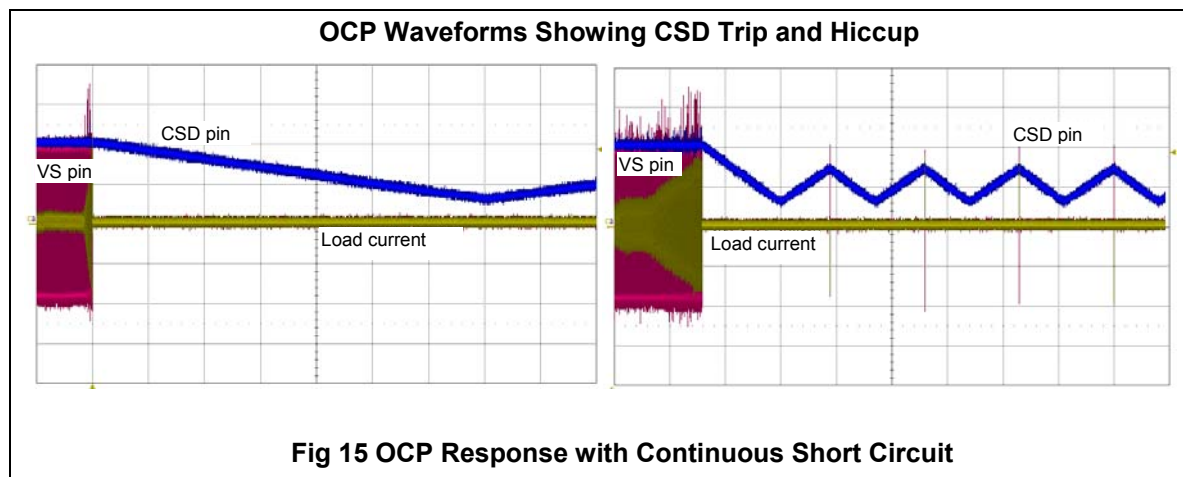 OCP Waveforms Showing CSD Trip and Hiccup
CSD pin
VS pin
Load current
CSD pin
VS pin
Load current
Fig 15 OCP Response with Continuous Short Circuit